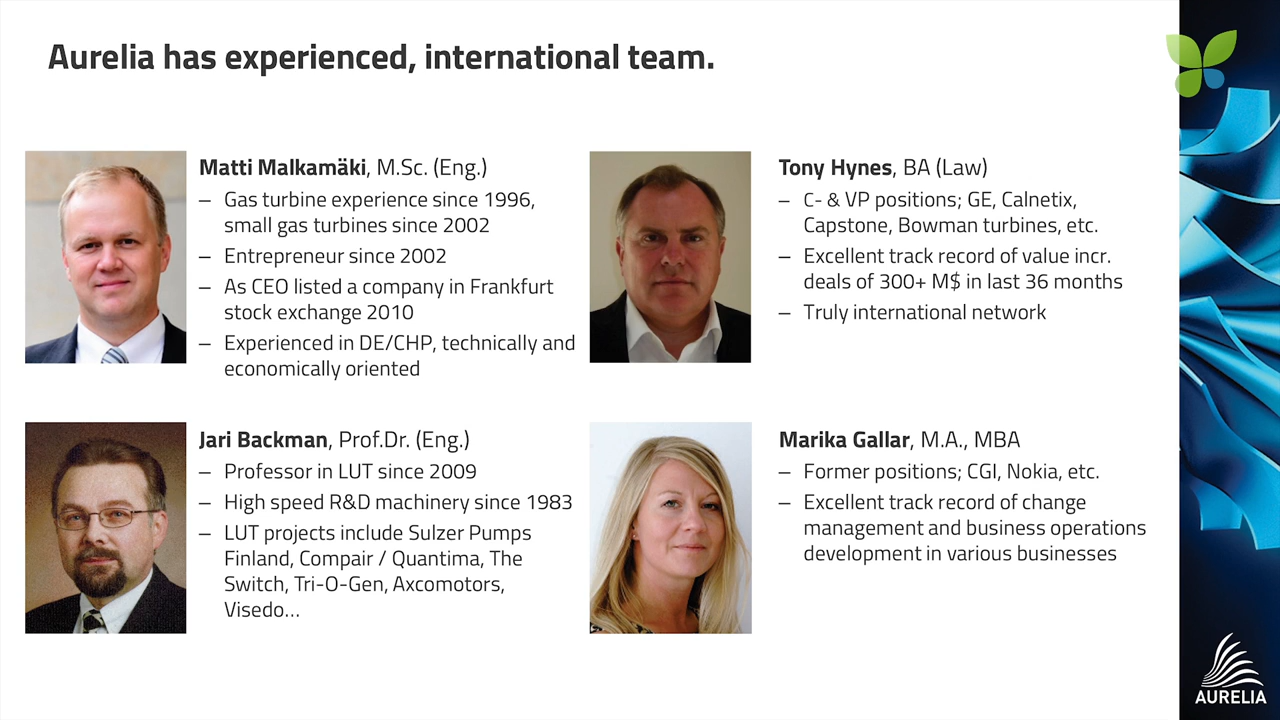 Aurelia has experienced, international team.
Matti Malkamäki, M.Sc. (Eng.)
– Gas turbine experience since 1996,
small gas turbines since 2002
– Entrepreneur since 2002
– As CEO listed a company in Frankfurt
stock exchange 2010
– Experienced in DE/CHP, technically and
economically oriented
Tony Hynes, BA (Law)
– C- & VP positions; GE, Calnetix,
Capstone, Bowman turbines, etc.
– Excellent track record of value incr.
deals of 300+ M$ in last 36 months
– Truly international network
Jari Backman, Prof.Dr. (Eng.)
– Professor in LUT since 2009
– High speed R&D machinery since 1983
– LUT projects include Sulzer Pumps
Finland, Compair / Quantima, The
Switch, Tri-O-Gen, Axcomotors,
Visedo...
Marika Gallar, M.A., MBA
– Former positions; CGI, Nokia, etc.
– Excellent track record of change
management and business operations
development in various businesses
AURELIA